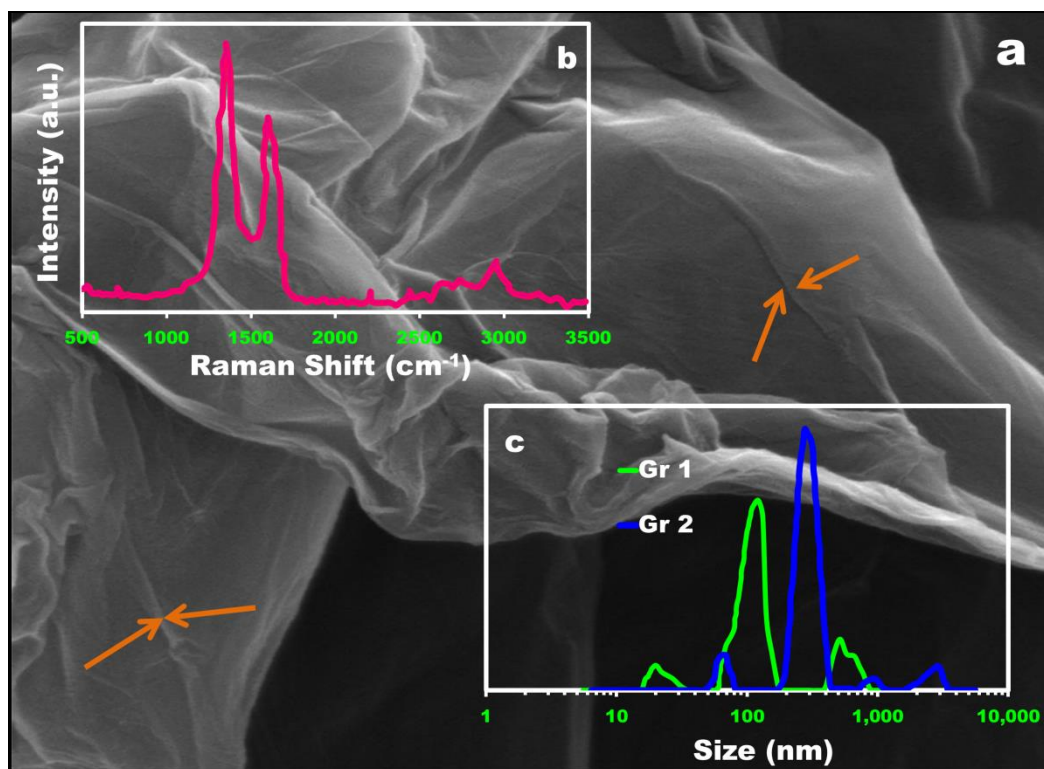 a
b
Intensity (a.u.)
500 1000 1500 2000 2500 3000 3500
Raman Shift (cm-1)
c
Gr 1
Gr 2
1 10 100 1,000 10,000
Size (nm)